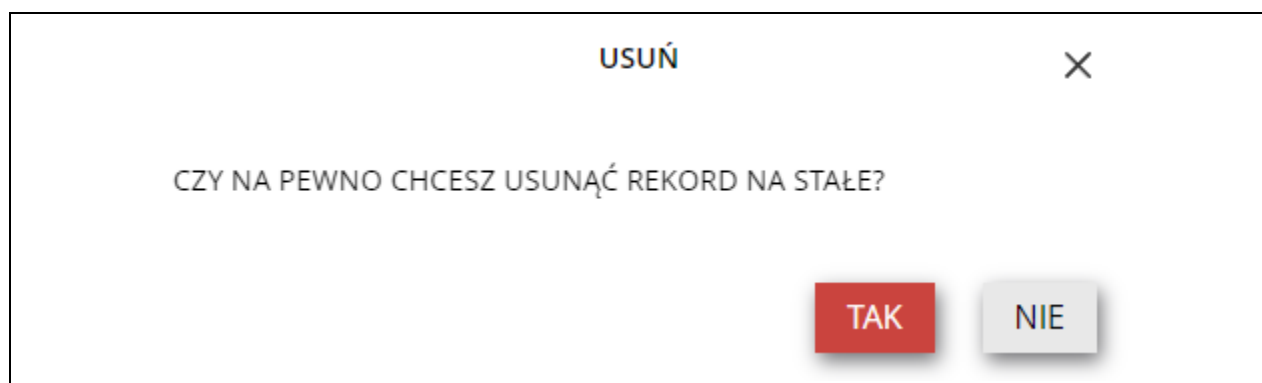 USUŃ
CZY NA PEWNO CHCESZ USUNĄĆ REKORD NA STAŁE?
TAK NIE